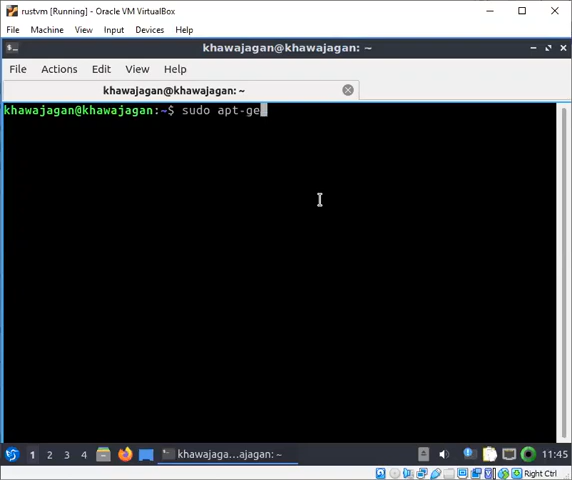 rustvm [Running] - Oracle VM VirtualBox
File Machine View Input Devices Help
khawajagan@khawajagan: ~
File Actions Edit View Help
khawajagan@khawajagan: ~
khawajagan@khawajagan:~$ sudo apt-ge
1 2 3 4 khawajaga...ajagan: ~ 11:45
Right Ctrl